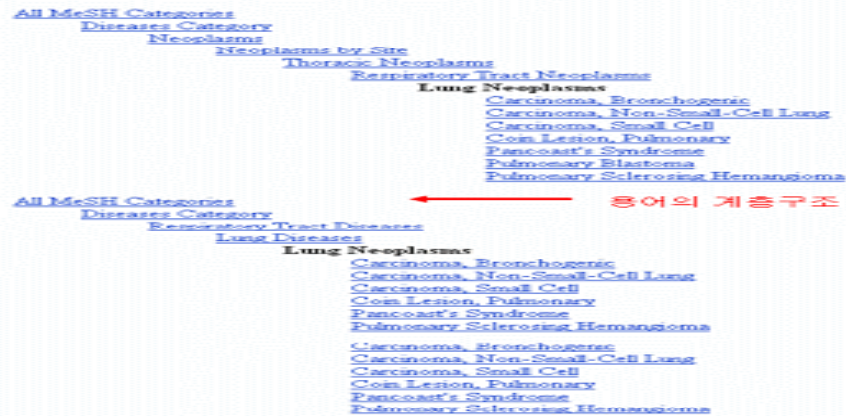 All MeSH Categories
Diseases Category
Neoplasms
Neoplasms by Site
Thoracic Neoplasms
Respiratory Tract Neoplasms
Lung Neoplasms
Carcinoma, Bronchogenic
Carcinoma, Non-Small-Cell Lung
Carcinoma, Small Cell
Coin Lesion, Pulmonary
Pancoast's Syndrome
Pulmonary Blastoma
Pulmonary Sclerosing Hemangioma
All MeSH Categories
용어의 계층구조
Diseases Category
Respiratory Tract Diseases
Lung Diseases
Lung Neoplasms
Carcinoma, Bronchogenic
Carcinoma, Non-Small-Cell Lung
Carcinoma, Small Cell
Coin Lesion, Pulmonary
Pancoast's Syndrome
Pulmonary Sclerosing Hemangioma
Carcinoma, Bronchogenic
Carcinoma, Non-Small-Cell Lung
Carcinoma, Small Cell
Coin Lesion, Pulmonary
Pancoast's Syndrome
Pulmonary Sclerosing Hemangioma